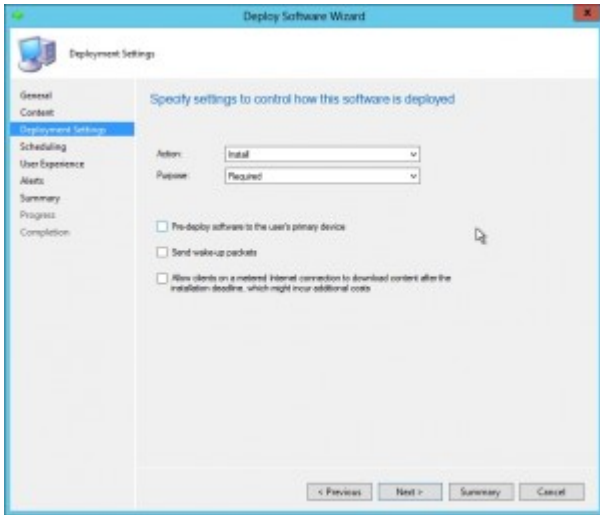 Deploy Software Wizard
x
Deployment Settings
General
Content
Deployment Settings
Scheduling
User Experience
Alerts
Summary
Progress
Completion
Specify settings to control how this software is deployed
Action: Install
Purpose: Required
Pre-deploy software to the user's primary device
Send wake-up packets
Allow clients on a metered Internet connection to download content after the
installation deadline, which might incur additional costs
< Previous
Next >
Summary
Cancel